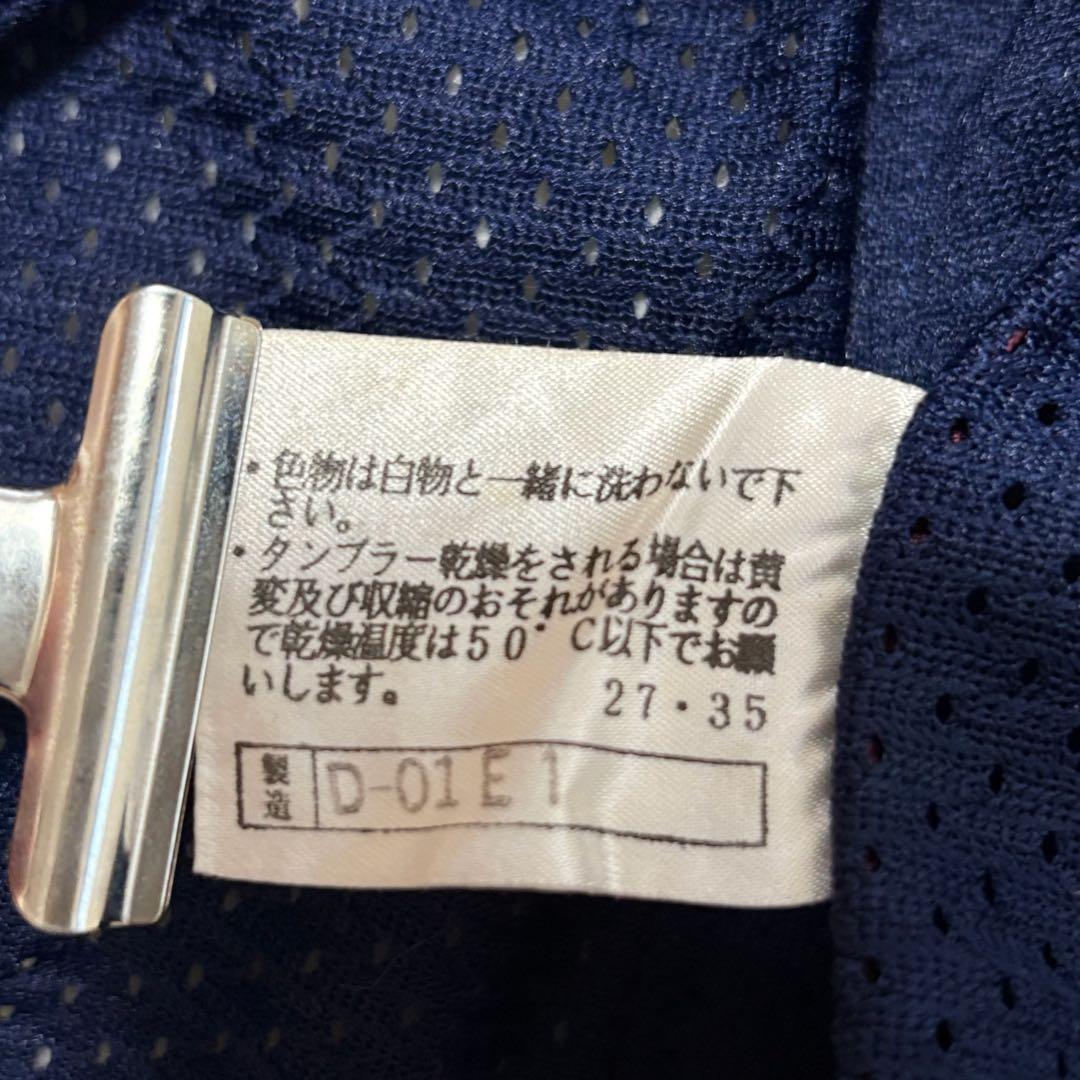 ・色物は白物と一緒に洗わないで下
さい。
・タンブラー乾燥をされる場合は黄
変及び収縮のおそれがありますの
で乾燥温度は50°C以下でお願
いします。
27・35
製造 D-01E1